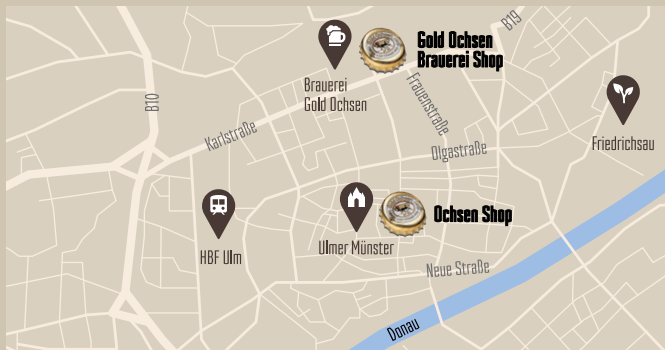 B19
Gold Ochsen
Brauerei Shop
Brauerei
Gold Ochsen
Frauenstraße
B10
Karlstraße
Friedrichsau
Olgastraße
Ochsen Shop
Ulmer Münster
HBF Ulm
Neue Straße
Donau